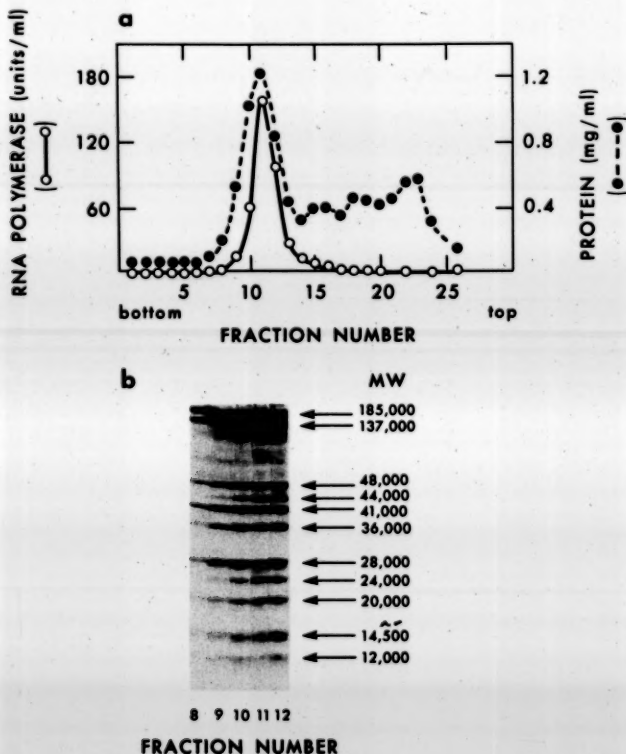 a
RNA POLYMERASE (units/ml)
180
120
60
1.2
0.8
0.4
PROTEIN (mg/ml)
5 10 15 20 25
bottom top
FRACTION NUMBER
b
MW
185,000
137,000
48,000
44,000
41,000
36,000
28,000
24,000
20,000
14,500
12,000
8 9 10 11 12
FRACTION NUMBER